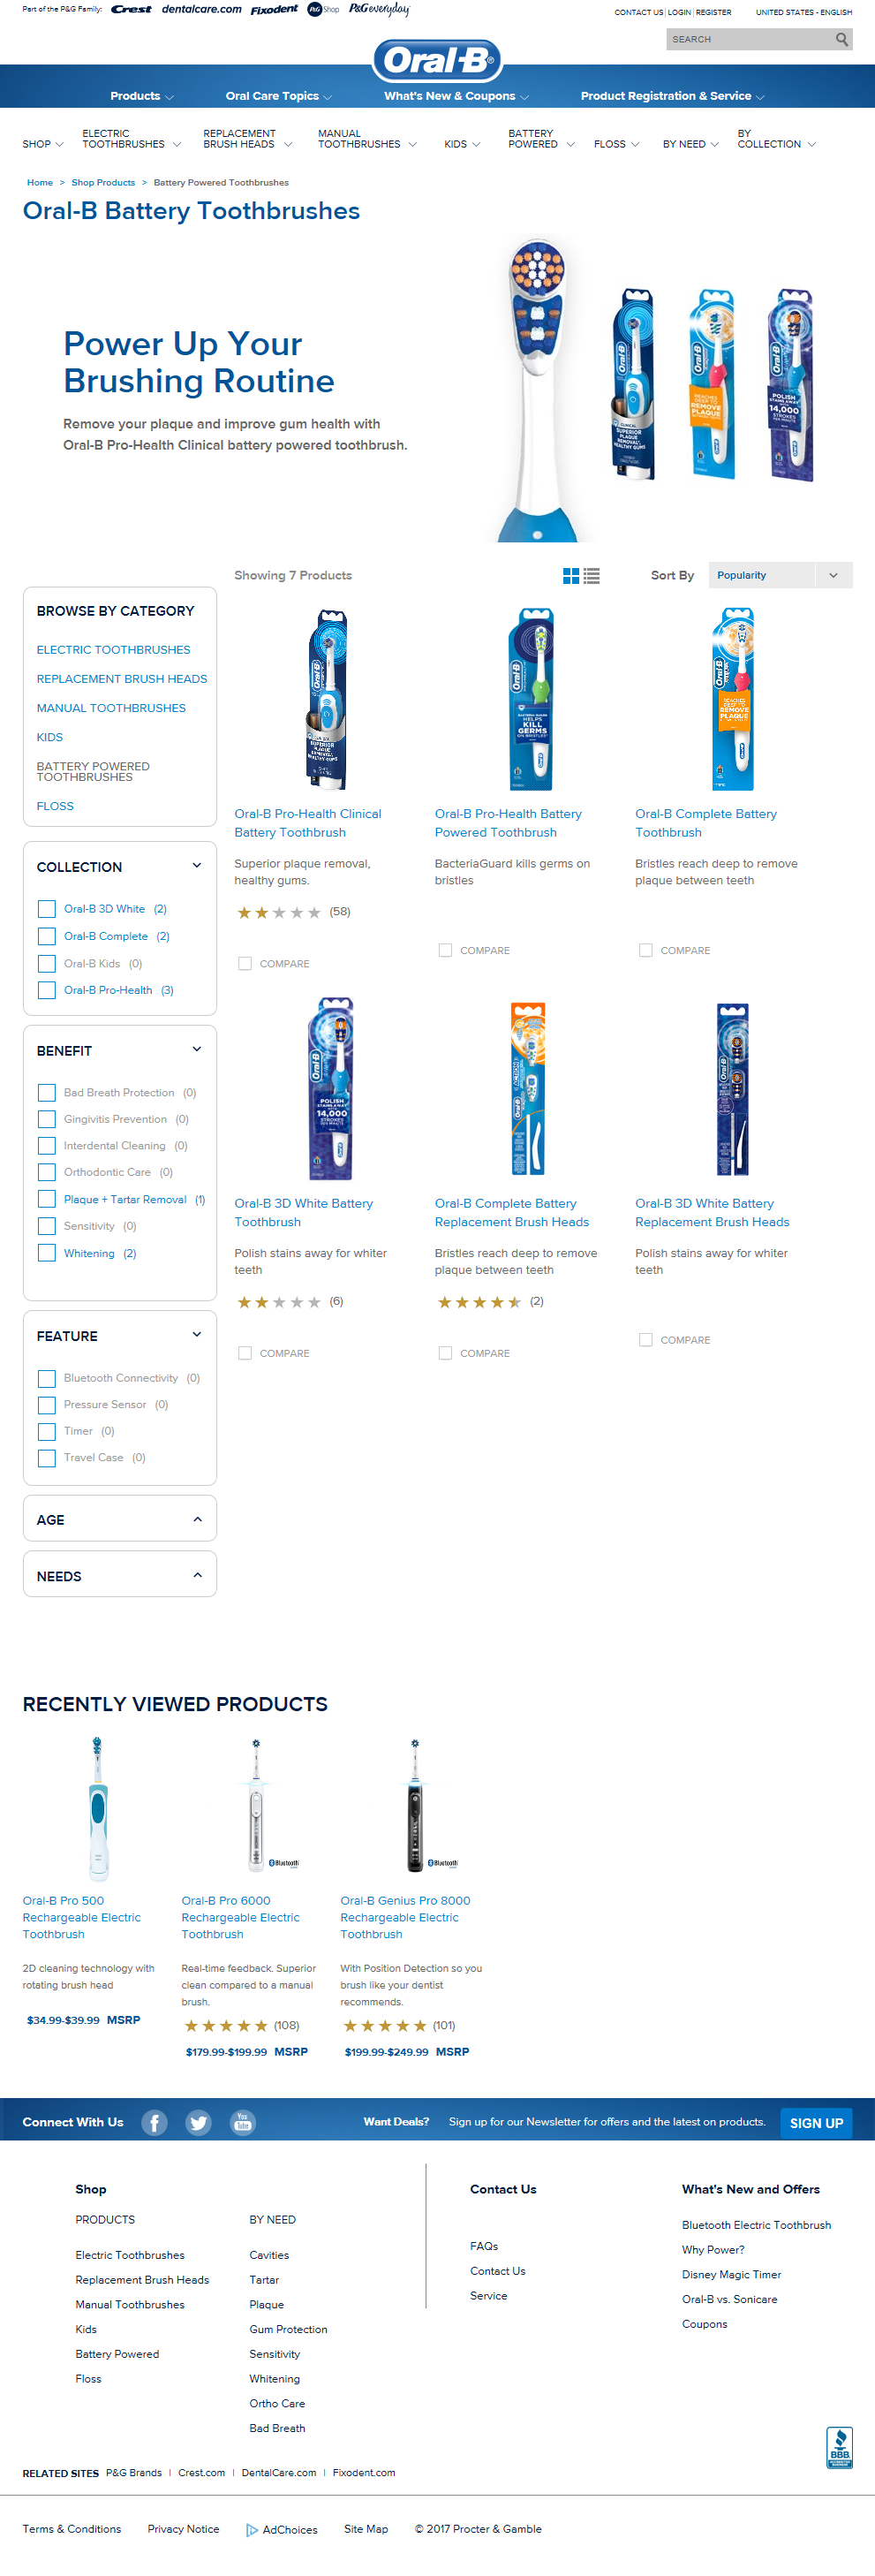 Part of the P&G Family: Crest dentalcare.com Fixodent P&G Shop P&G everyday
CONTACT US | LOGIN | REGISTER UNITED STATES - ENGLISH
SEARCH
Oral-B®
Products Oral Care Topics What's New & Coupons Product Registration & Service
SHOP ELECTRIC TOOTHBRUSHES REPLACEMENT BRUSH HEADS MANUAL TOOTHBRUSHES KIDS BATTERY POWERED FLOSS BY NEED BY COLLECTION
Home > Shop Products > Battery Powered Toothbrushes
Oral-B Battery Toothbrushes
Power Up Your
Brushing Routine
Remove your plaque and improve gum health with
Oral-B Pro-Health Clinical battery powered toothbrush.
Showing 7 Products
Sort By Popularity
BROWSE BY CATEGORY
ELECTRIC TOOTHBRUSHES
REPLACEMENT BRUSH HEADS
MANUAL TOOTHBRUSHES
KIDS
BATTERY POWERED
TOOTHBRUSHES
FLOSS
COLLECTION
Oral-B 3D White (2)
Oral-B Complete (2)
Oral-B Kids (0)
Oral-B Pro-Health (3)
BENEFIT
Bad Breath Protection (0)
Gingivitis Prevention (0)
Interdental Cleaning (0)
Orthodontic Care (0)
Plaque + Tartar Removal (1)
Sensitivity (0)
Whitening (2)
FEATURE
Bluetooth Connectivity (0)
Pressure Sensor (0)
Timer (0)
Travel Case (0)
AGE
NEEDS
Oral-B Pro-Health Clinical
Battery Toothbrush
Superior plaque removal,
healthy gums.
(58)
COMPARE
Oral-B Pro-Health Battery
Powered Toothbrush
BacteriaGuard kills germs on
bristles
COMPARE
Oral-B Complete Battery
Toothbrush
Bristles reach deep to remove
plaque between teeth
COMPARE
Oral-B 3D White Battery
Toothbrush
Polish stains away for whiter
teeth
(6)
COMPARE
Oral-B Complete Battery
Replacement Brush Heads
Bristles reach deep to remove
plaque between teeth
(2)
COMPARE
Oral-B 3D White Battery
Replacement Brush Heads
Polish stains away for whiter
teeth
COMPARE
RECENTLY VIEWED PRODUCTS
Oral-B Pro 500
Rechargeable Electric
Toothbrush
2D cleaning technology with
rotating brush head
$34.99-$39.99 MSRP
Bluetooth
Oral-B Pro 6000
Rechargeable Electric
Toothbrush
Real-time feedback. Superior
clean compared to a manual
brush.
(108)
$179.99-$199.99 MSRP
Bluetooth
Oral-B Genius Pro 8000
Rechargeable Electric
Toothbrush
With Position Detection so you
brush like your dentist
recommends.
(101)
$199.99-$249.99 MSRP
Connect With Us
You Tube
Want Deals? Sign up for our Newsletter for offers and the latest on products. SIGN UP
Shop
PRODUCTS
Electric Toothbrushes
Replacement Brush Heads
Manual Toothbrushes
Kids
Battery Powered
Floss
BY NEED
Cavities
Tartar
Plaque
Gum Protection
Sensitivity
Whitening
Ortho Care
Bad Breath
Contact Us
FAQs
Contact Us
Service
What's New and Offers
Bluetooth Electric Toothbrush
Why Power?
Disney Magic Timer
Oral-B vs. Sonicare
Coupons
BBB
RELATED SITES P&G Brands | Crest.com | DentalCare.com | Fixodent.com
Terms & Conditions Privacy Notice AdChoices Site Map © 2017 Procter & Gamble